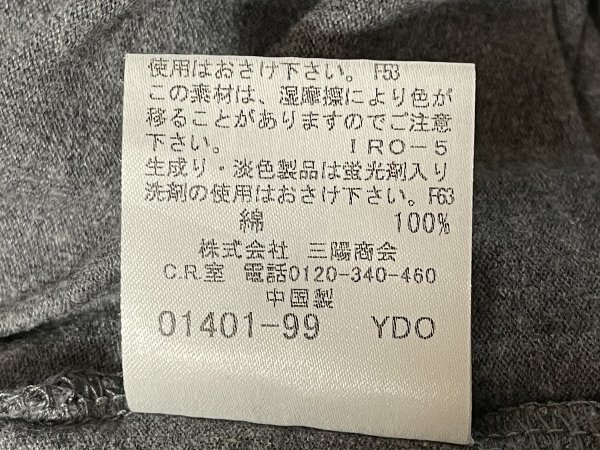 使用はおさけ下さい。F53
この素材は、湿摩擦により色が
移ることがありますのでご注意
下さい。 IRO-5
生成り・淡色製品は蛍光剤入り
洗剤の使用はおさけ下さい。F63
綿 100%
株式会社 三陽商会
C.R.室 電話0120-340-460
中国製
01401-99 YDO